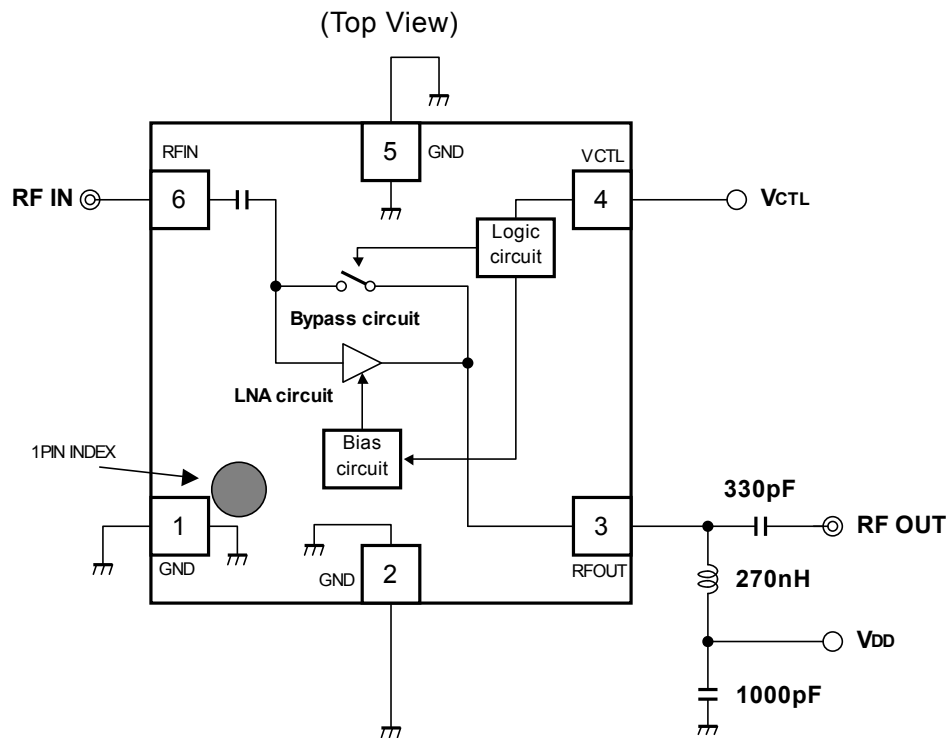 (Top View)
RFIN
5
GND
VCTL
RF IN
6
4
VCTL
Logic
circuit
Bypass circuit
LNA circuit
1PIN INDEX
Bias
circuit
330pF
1
3
RF OUT
GND
GND
2
RFOUT
270nH
VDD
1000pF